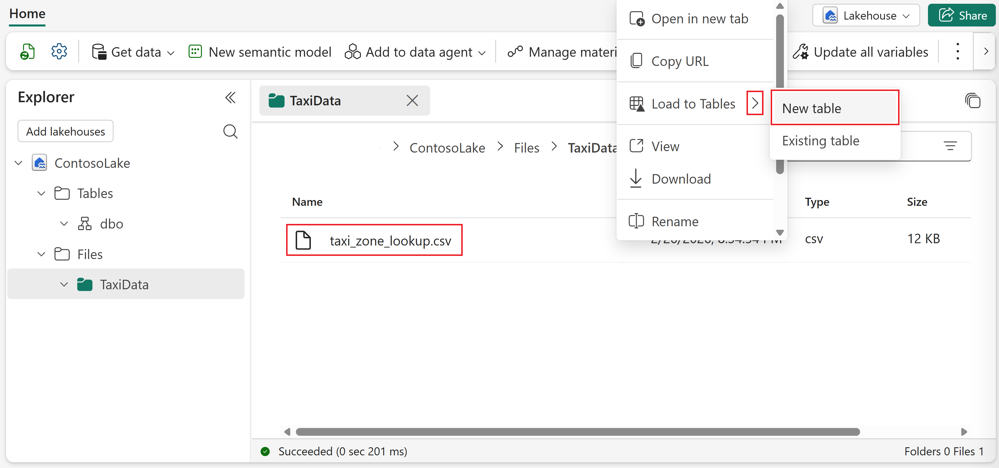 Home
Lakehouse
Share
Get data
New semantic model
Add to data agent
Manage materi
Update all variables
Open in new tab
Copy URL
Load to Tables
View
Download
Rename
New table
Existing table
Explorer
Add lakehouses
ContosoLake
Tables
dbo
Files
TaxiData
TaxiData
ContosoLake
Files
TaxiData
Name
Type
Size
taxi_zone_lookup.csv
csv
12 KB
Succeeded (0 sec 201 ms)
Folders 0 Files 1